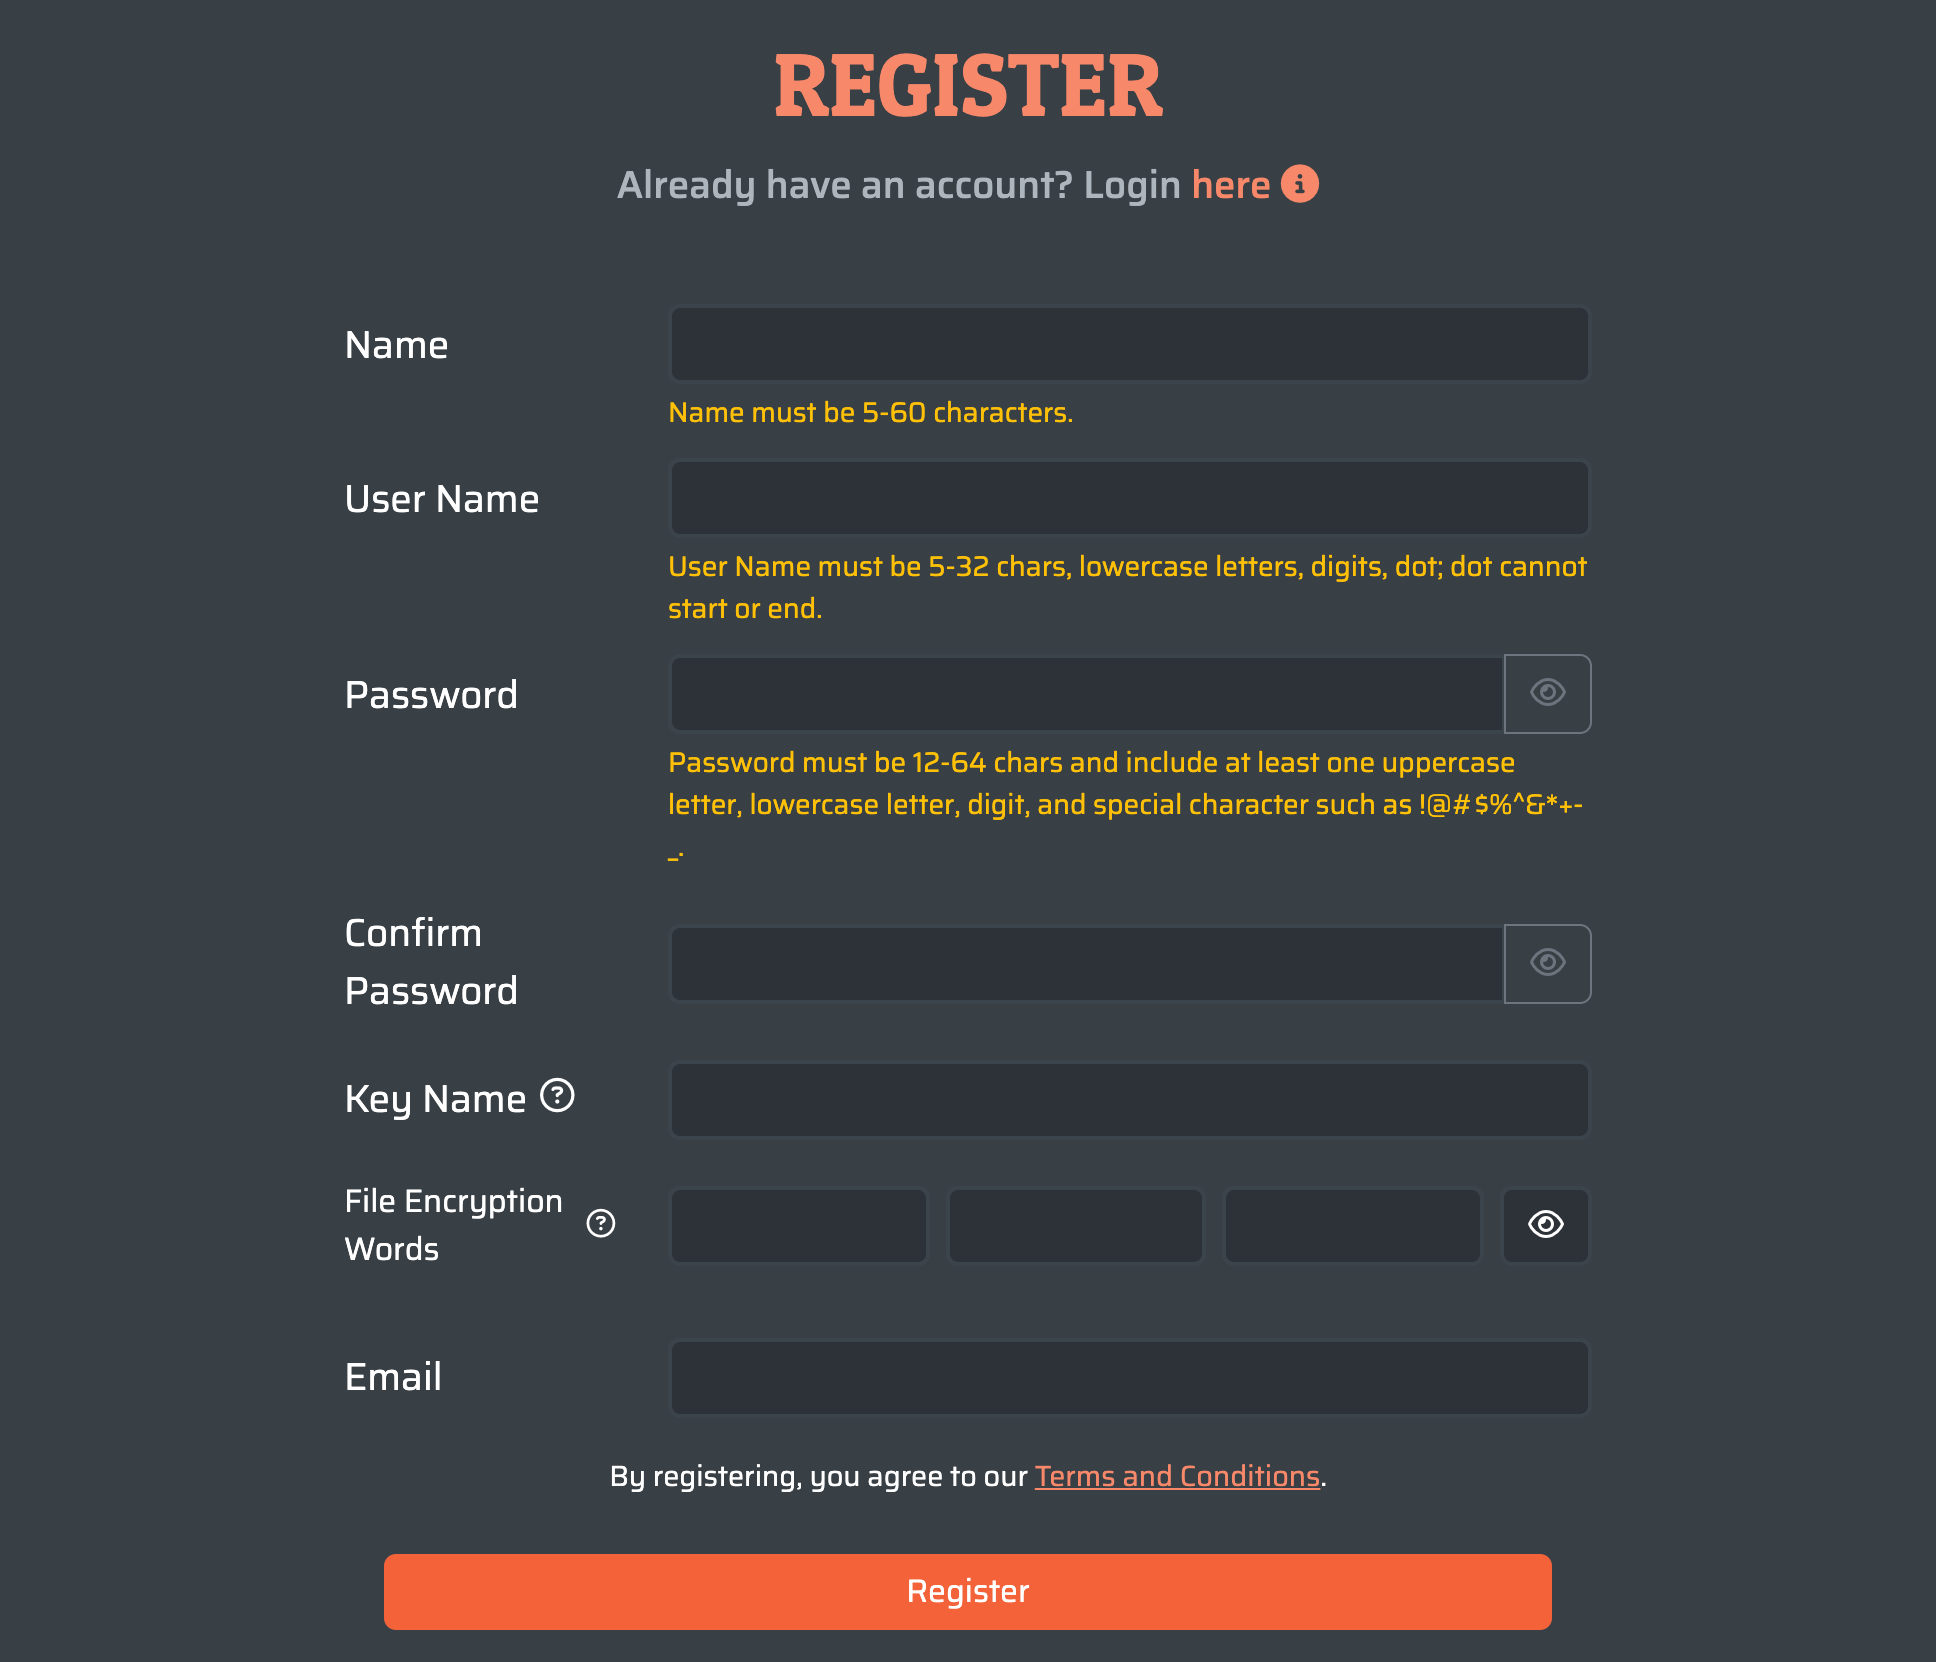 REGISTER
Already have an account? Login here
Name
Name must be 5-60 characters.
User Name
User Name must be 5-32 chars, lowercase letters, digits, dot; dot cannot
start or end.
Password
Password must be 12-64 chars and include at least one uppercase
letter, lowercase letter, digit, and special character such as !@#$%^&*+-
_.
Confirm
Password
Key Name
File Encryption
Words
Email
By registering, you agree to our Terms and Conditions.
Register